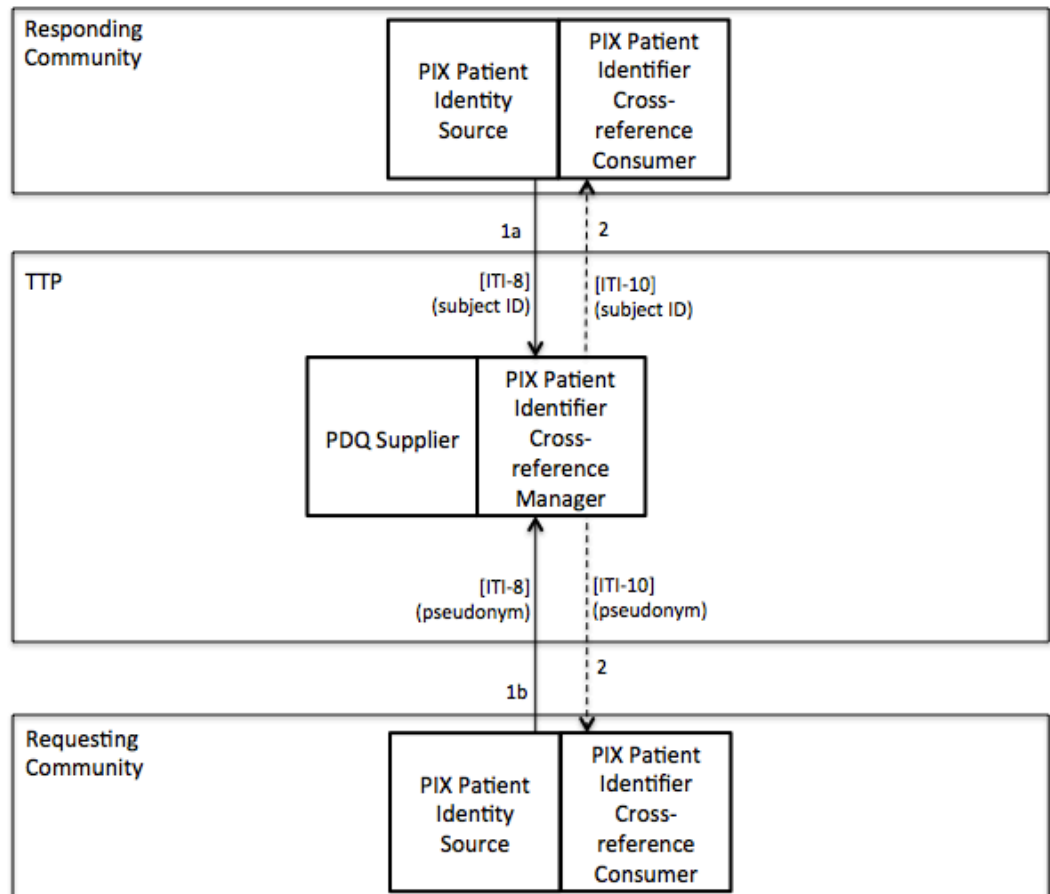 Responding
Community
PIX Patient
Identity
Source
PIX Patient
Identifier
Cross-
reference
Consumer
1a
2
TTP
[ITI-8]
(subject ID)
[ITI-10]
(subject ID)
PDQ Supplier
PIX Patient
Identifier
Cross-
reference
Manager
[ITI-8]
(pseudonym)
[ITI-10]
(pseudonym)
1b
2
Requesting
Community
PIX Patient
Identity
Source
PIX Patient
Identifier
Cross-
reference
Consumer